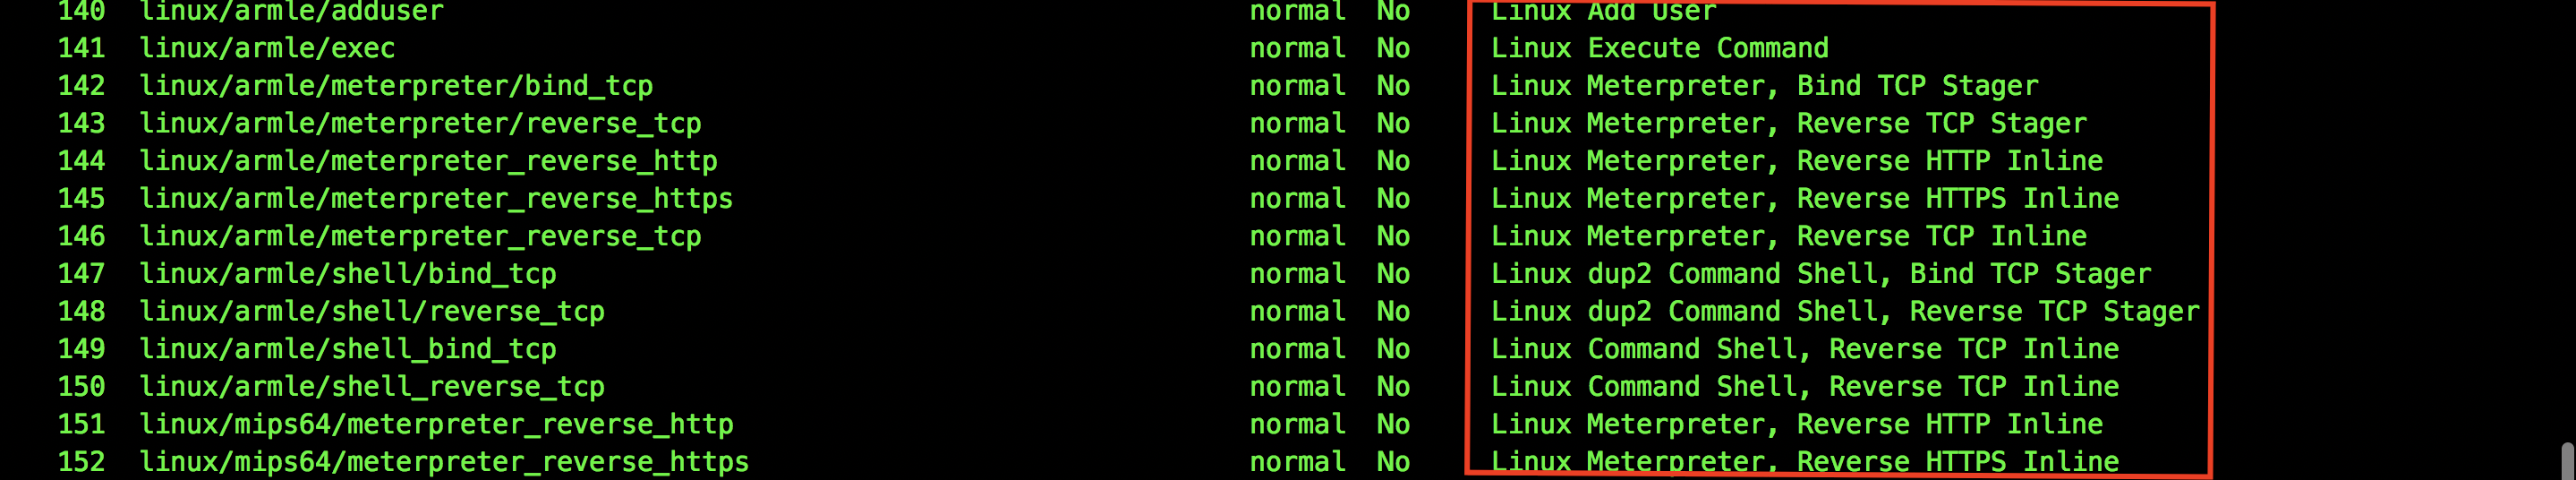 140 linux/armle/adduser normal No Linux Add User
141 linux/armle/exec normal No Linux Execute Command
142 linux/armle/meterpreter/bind_tcp normal No Linux Meterpreter, Bind TCP Stager
143 linux/armle/meterpreter/reverse_tcp normal No Linux Meterpreter, Reverse TCP Stager
144 linux/armle/meterpreter_reverse_http normal No Linux Meterpreter, Reverse HTTP Inline
145 linux/armle/meterpreter_reverse_https normal No Linux Meterpreter, Reverse HTTPS Inline
146 linux/armle/meterpreter_reverse_tcp normal No Linux Meterpreter, Reverse TCP Inline
147 linux/armle/shell/bind_tcp normal No Linux dup2 Command Shell, Bind TCP Stager
148 linux/armle/shell/reverse_tcp normal No Linux dup2 Command Shell, Reverse TCP Stager
149 linux/armle/shell_bind_tcp normal No Linux Command Shell, Reverse TCP Inline
150 linux/armle/shell_reverse_tcp normal No Linux Command Shell, Reverse TCP Inline
151 linux/mips64/meterpreter_reverse_http normal No Linux Meterpreter, Reverse HTTP Inline
152 linux/mips64/meterpreter_reverse_https normal No Linux Meterpreter, Reverse HTTPS Inline